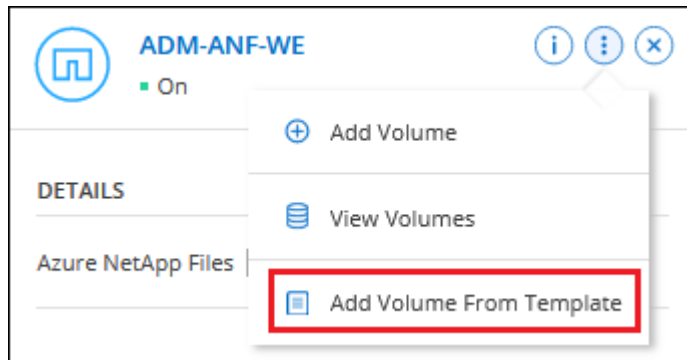 ADM-ANF-WE
On
Add Volume
DETAILS
View Volumes
Azure NetApp Files
Add Volume From Template